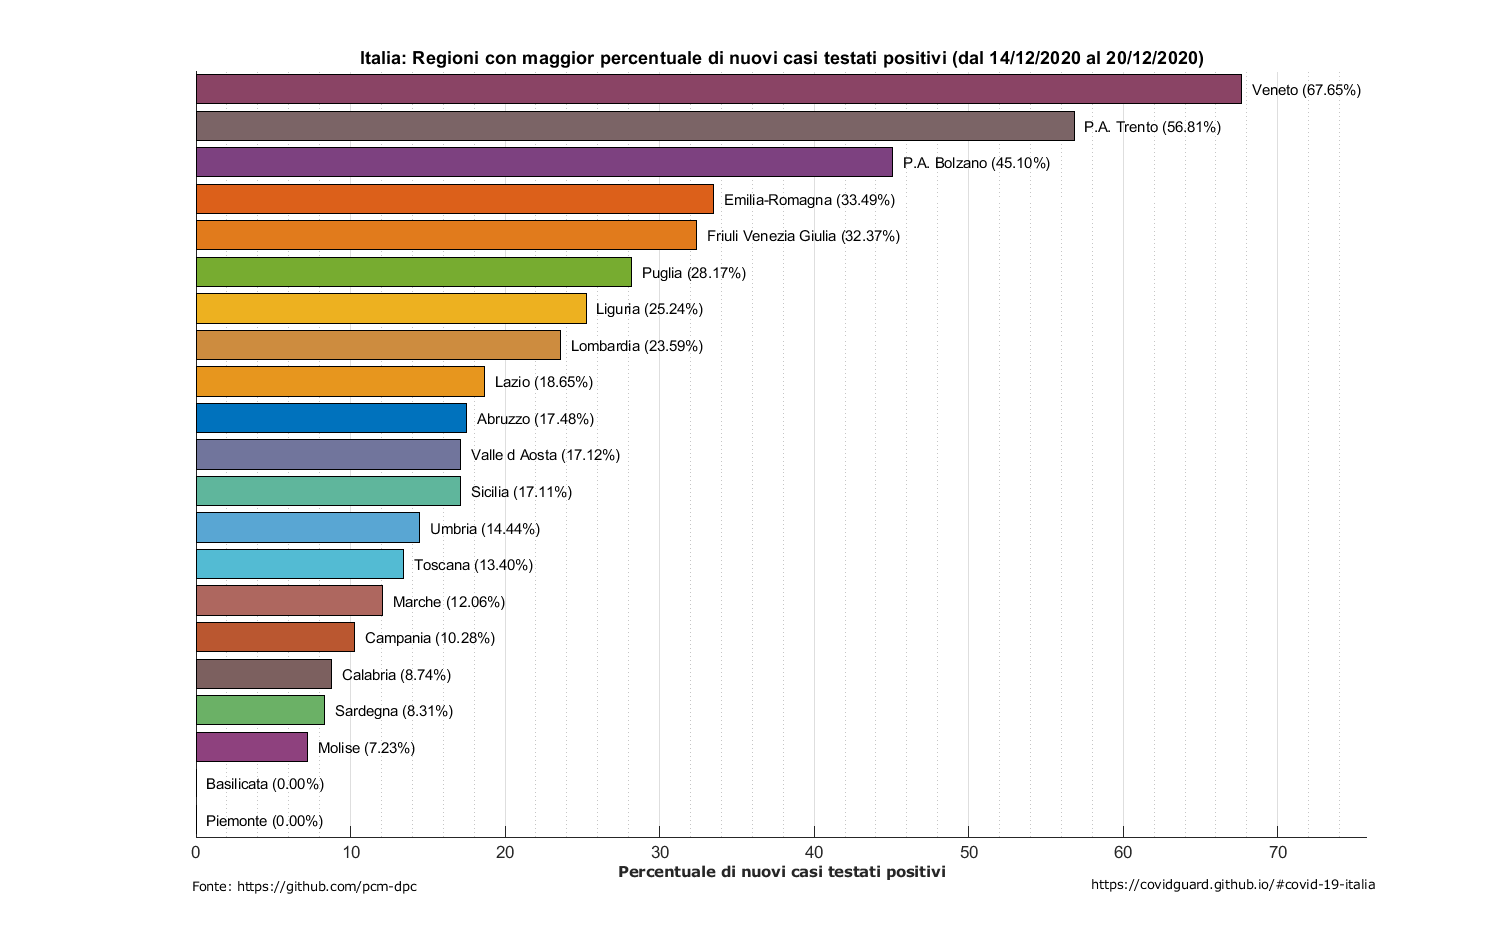 Italia: Regioni con maggior percentuale di nuovi casi testati positivi (dal 14/12/2020 al 20/12/2020)
Veneto (67.65%)
P.A. Trento (56.81%)
P.A. Bolzano (45.10%)
Emilia-Romagna (33.49%)
Friuli Venezia Giulia (32.37%)
Puglia (28.17%)
Liguria (25.24%)
Lombardia (23.59%)
Lazio (18.65%)
Abruzzo (17.48%)
Valle d Aosta (17.12%)
Sicilia (17.11%)
Umbria (14.44%)
Toscana (13.40%)
Marche (12.06%)
Campania (10.28%)
Calabria (8.74%)
Sardegna (8.31%)
Molise (7.23%)
Basilicata (0.00%)
Piemonte (0.00%)
0 10 20 30 40 50 60 70
Percentuale di nuovi casi testati positivi
Fonte: https://github.com/pcm-dpc
https://covidguard.github.io/#covid-19-italia